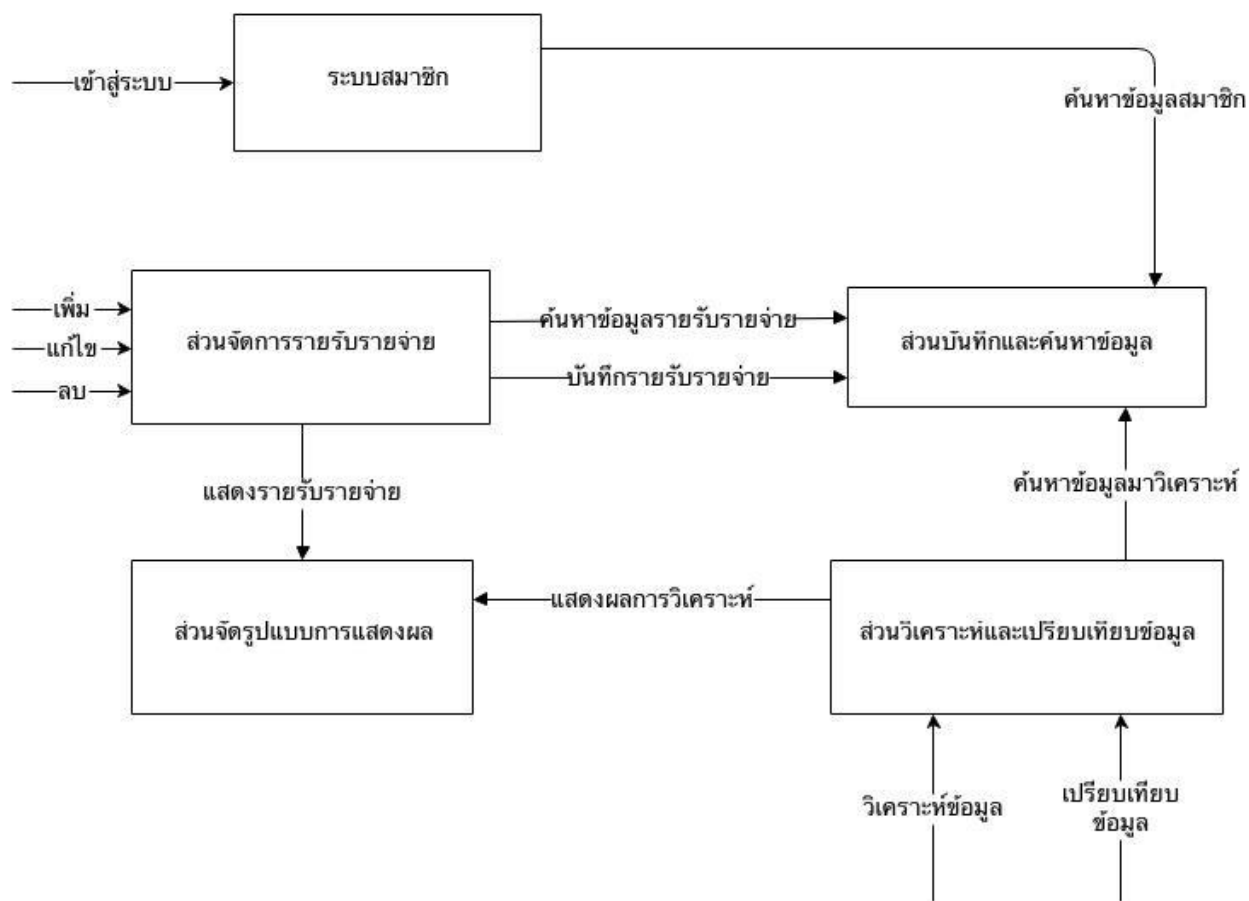 ระบบสมาชิก
เข้าสู่ระบบ
ค้นหาข้อมูลสมาชิก
เพิ่ม
แก้ไข
ลบ
ส่วนจัดการรายรับรายจ่าย
ค้นหาข้อมูลรายรับรายจ่าย
บันทึกรายรับรายจ่าย
ส่วนบันทึกและค้นหาข้อมูล
แสดงรายรับรายจ่าย
ค้นหาข้อมูลมาวิเคราะห์
ส่วนจัดรูปแบบการแสดงผล
แสดงผลการวิเคราะห์
ส่วนวิเคราะห์และเปรียบเทียบข้อมูล
วิเคราะห์ข้อมูล
เปรียบเทียบ
ข้อมูล